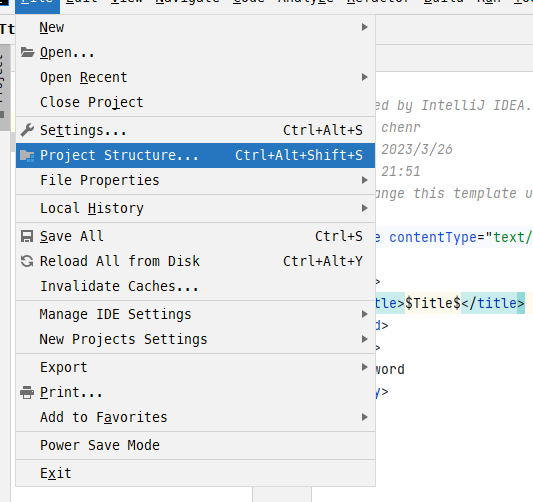 File Edit View Navigate Code Analyze Refactor Build Run
Tt
Project
New
Open...
Open Recent
Close Project
Settings... Ctrl+Alt+S
Project Structure... Ctrl+Alt+Shift+S
File Properties
Local History
Save All Ctrl+S
Reload All from Disk Ctrl+Alt+Y
Invalidate Caches...
Manage IDE Settings
New Projects Settings
Export
Print...
Add to Favorites
Power Save Mode
Exit
ed by IntelliJ IDEA.
chenr
2023/3/26
21:51
ange this template u
e contentType="text/
>
tle>$Title$</title>
d>
>
word
y>